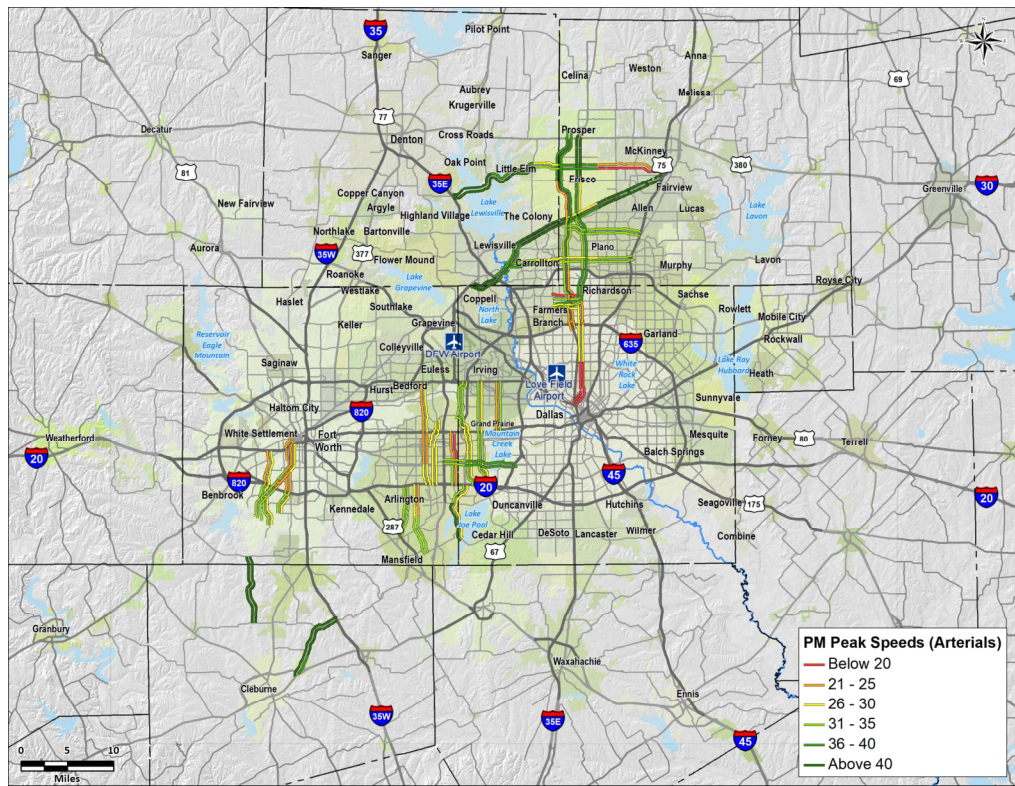 35
Pilot Point
N
Anna
Sanger
Weston
Celina
69
Aubrey
Melissa
Krugerville
77
Decatur
Denton
Cross Roads
Prosper
McKinney
75
380
Oak Point
Little Elm
81
35E
Frisco
Fairview
Greenville
30
Copper Canyon
New Fairview
Argyle
Lake
Lewisville
Allen
Lucas
Lake
Lavon
Highland Village
The Colony
Northlake
Bartonville
Aurora
35W
377
Lewisville
Plano
Flower Mound
Carrollton
Murphy
Lavon
Roanoke
Lake
Grapevine
Royse City
Westlake
Richardson
Sachse
Haslet
Southlake
Coppell
Farmers
Branch
Rowlett
North
Lake
Mobile City
Keller
Grapevine
Garland
Reservoir
Eagle
Mountain
Rockwall
Colleyville
DFW Airport
635
Saginaw
White
Rock
Lake
Lake Ray
Hubbard
Euless
Irving
Heath
Bedford
Love Field
Airport
Hurst
Sunnyvale
Haltom City
820
Dallas
Grand Prairie
White Settlement
Fort
Worth
Mountain
Creek
Lake
Mesquite
Forney
80
Terrell
Weatherford
20
Balch Springs
45
820
20
20
Benbrook
Arlington
Hutchins
Seagoville
175
Kennedale
Duncanville
287
Lake
Joe Pool
Cedar Hill
DeSoto
Lancaster
Wilmer
Combine
67
Mansfield
Granbury
Waxahachie
Cleburne
Ennis
35W
35E
45
PM Peak Speeds (Arterials)
Below 20
21 - 25
26 - 30
31 - 35
36 - 40
Above 40
0 5 10
Miles